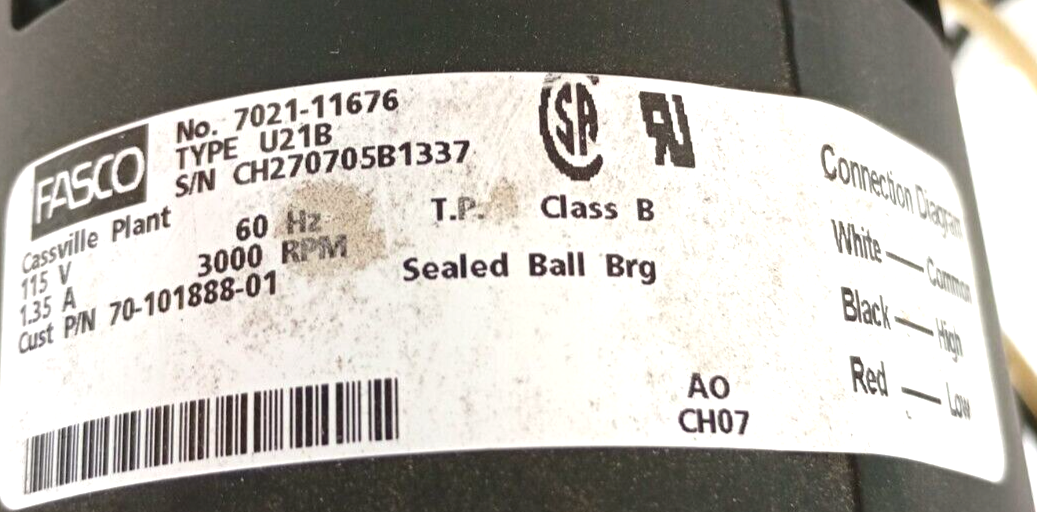 FASCO
No. 7021-11676
TYPE U21B
S/N CH270705B1337
Cassville Plant
115 V 60 Hz
1.35 A 3000 RPM
Cust P/N 70-101888-01
T.P. Class B
Sealed Ball Brg
AO
CH07
Connection Diagram
White — Common
Black — High
Red — Low